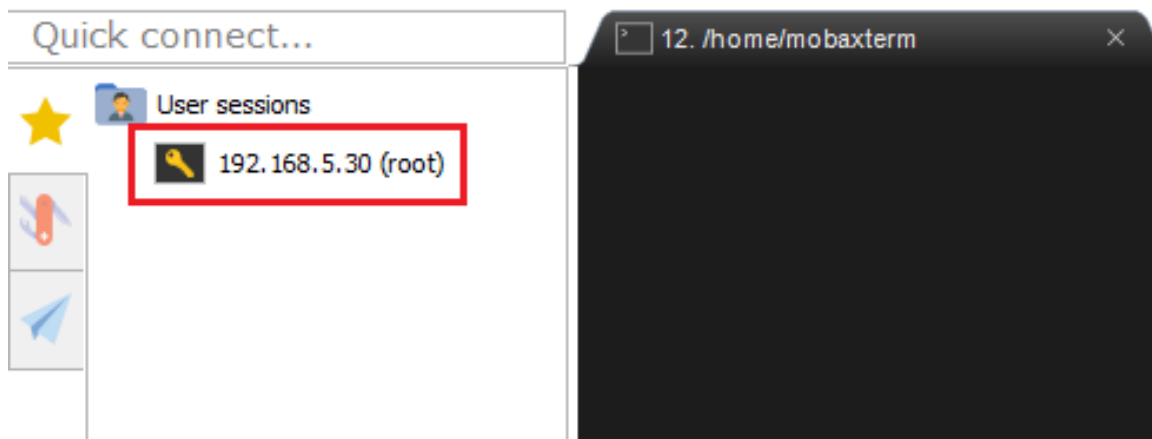 Quick connect...
12. /home/mobaxterm
User sessions
192.168.5.30 (root)